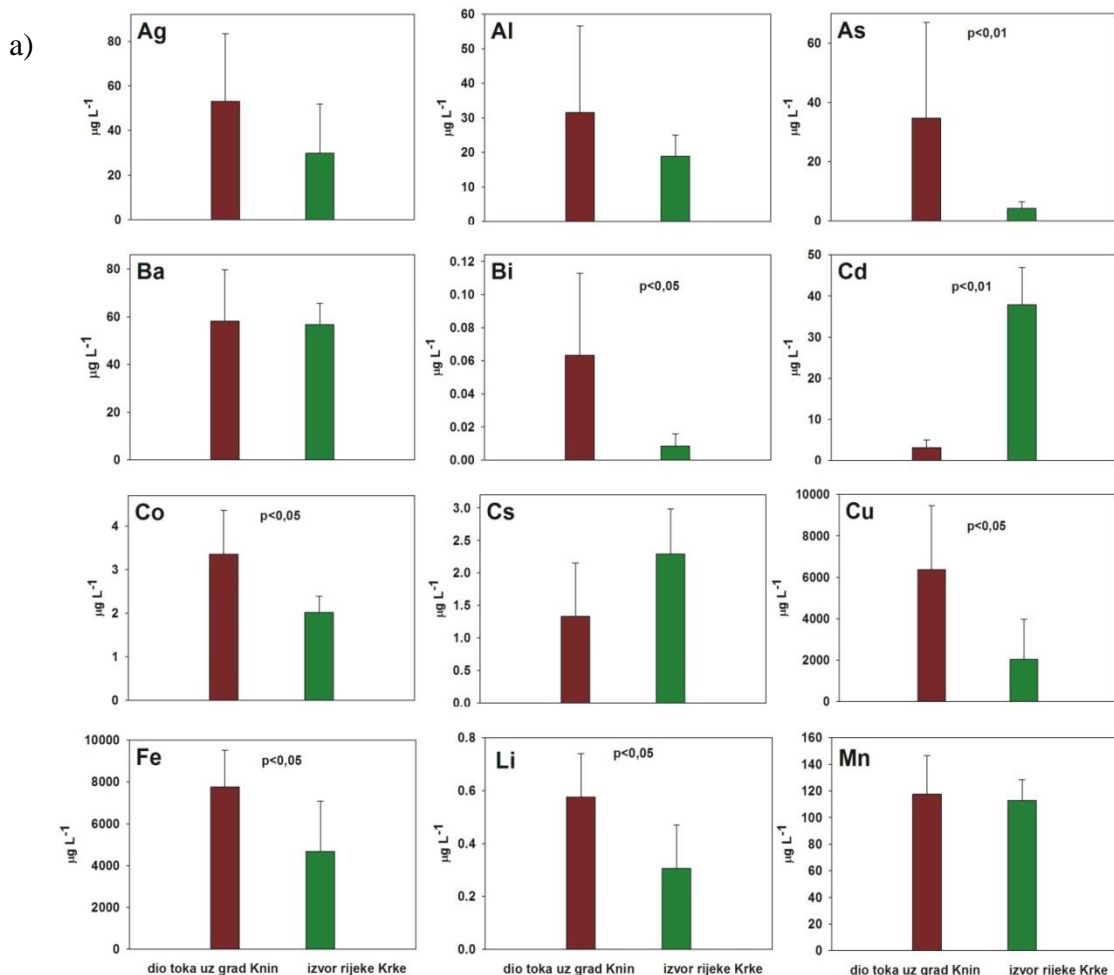 a)
Ag
80
60
40
20
0
µg L-1
Al
60
50
40
30
20
10
0
µg L-1
As
p<0,01
60
40
20
0
µg L-1
Ba
80
60
40
20
0
µg L-1
Bi
p<0,05
0.12
0.10
0.08
0.06
0.04
0.02
0.00
µg L-1
Cd
p<0,01
50
40
30
20
10
0
µg L-1
Co
p<0,05
4
3
2
1
0
µg L-1
Cs
3.0
2.5
2.0
1.5
1.0
0.5
0.0
µg L-1
Cu
p<0,05
10000
8000
6000
4000
2000
0
µg L-1
Fe
p<0,05
10000
8000
6000
4000
2000
0
µg L-1
Li
p<0,05
0.8
0.6
0.4
0.2
0.0
µg L-1
Mn
160
140
120
100
80
60
40
20
0
µg L-1
dio toka uz grad Knin izvor rijeke Krke
dio toka uz grad Knin izvor rijeke Krke
dio toka uz grad Knin izvor rijeke Krke